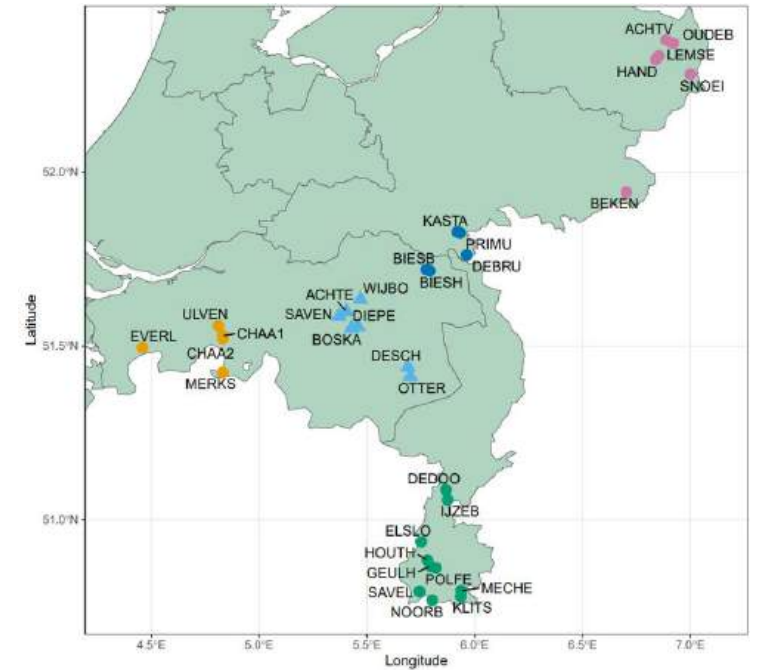 ACHTV
OUDEB
LEMSE
HAND
SNOEI
52.0°N
BEKEN
KASTA
PRIMU
BIESB
DEBRU
BIESH
WIJBO
ACHTE
SAVEN
DIEPE
ULVEN
CHAA1
EVERL
BOSKA
51.5°N
CHAA2
DESCH
MERKS
OTTER
Latitude
DEDOO
IJZEB
51.0°N
ELSLO
HOUTH
GEULH
POLFE
MECHE
SAVEL
KLITS
NOORB
4.5°E 5.0°E 5.5°E 6.0°E 6.5°E 7.0°E
Longitude